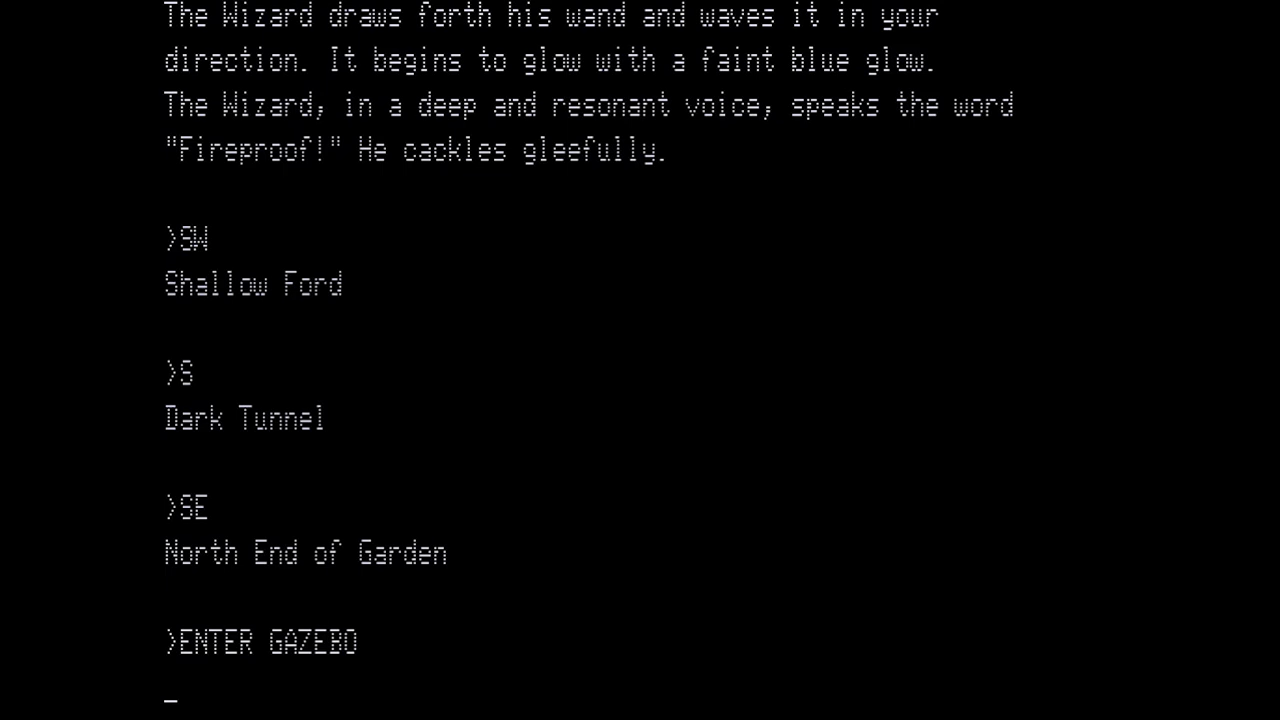 The Wizard draws forth his wand and waves it in your
direction. It begins to glow with a faint blue glow.
The Wizard, in a deep and resonant voice, speaks the word
"Fireproof!" He cackles gleefully.
>SW
Shallow Ford
>S
Dark Tunnel
>SE
North End of Garden
>ENTER GAZEBO
_